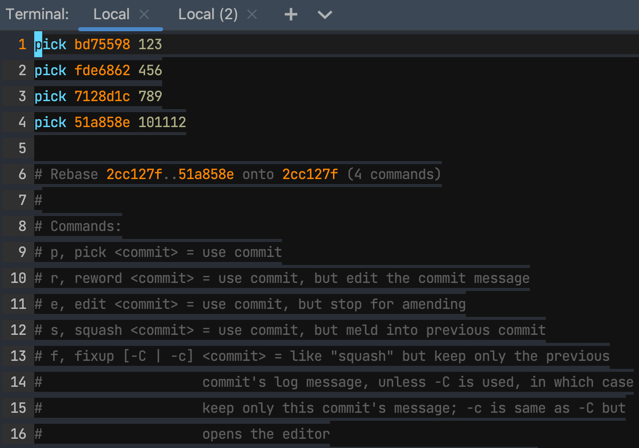 Terminal: Local × Local (2) × +
1 pick bd75598 123
2 pick fde6862 456
3 pick 7128d1c 789
4 pick 51a858e 101112
5
6 # Rebase 2cc127f..51a858e onto 2cc127f (4 commands)
7 #
8 # Commands:
9 # p, pick <commit> = use commit
10 # r, reword <commit> = use commit, but edit the commit message
11 # e, edit <commit> = use commit, but stop for amending
12 # s, squash <commit> = use commit, but meld into previous commit
13 # f, fixup [-C | -c] <commit> = like "squash" but keep only the previous
14 # commit's log message, unless -C is used, in which case
15 # keep only this commit's message; -c is same as -C but
16 # opens the editor